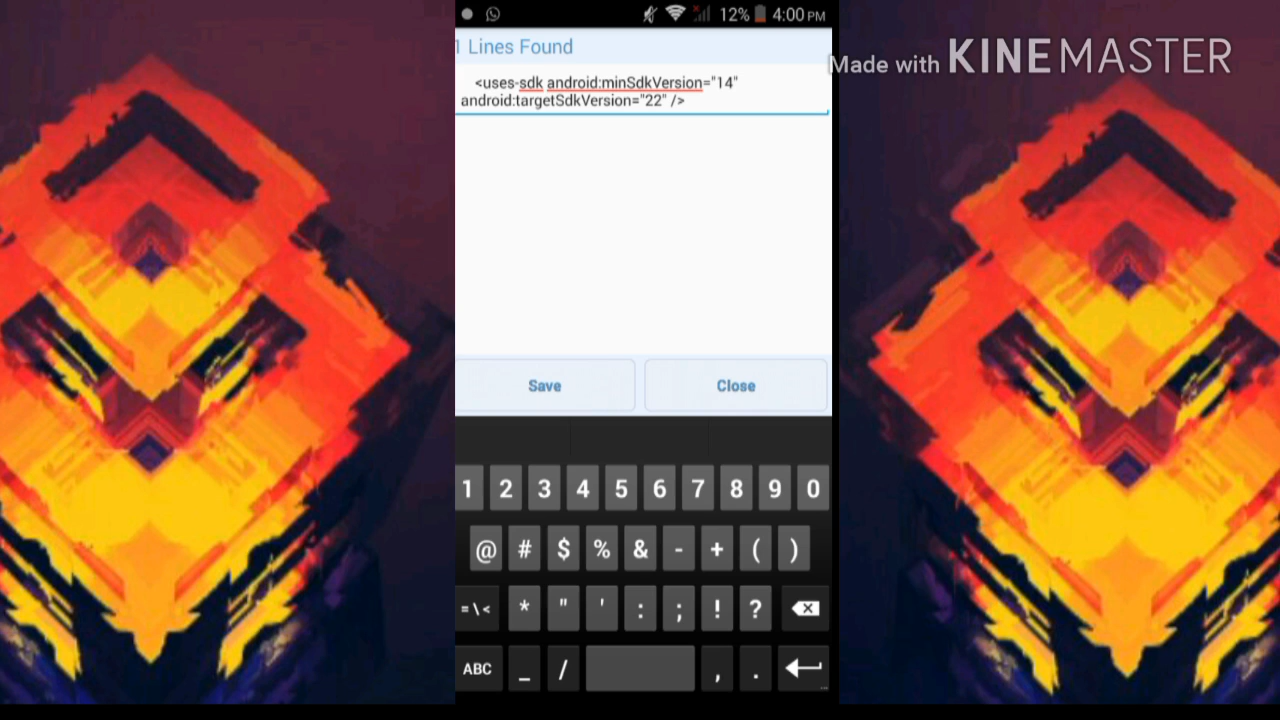 12% 4:00 PM
1 Lines Found
Made with KINEMASTER
<uses-sdk android:minSdkVersion="14"
android:targetSdkVersion="22" />
Save Close
1 2 3 4 5 6 7 8 9 0
@ # $ % & - + ( )
=\< * " ' : ; ! ?
ABC _ / , .